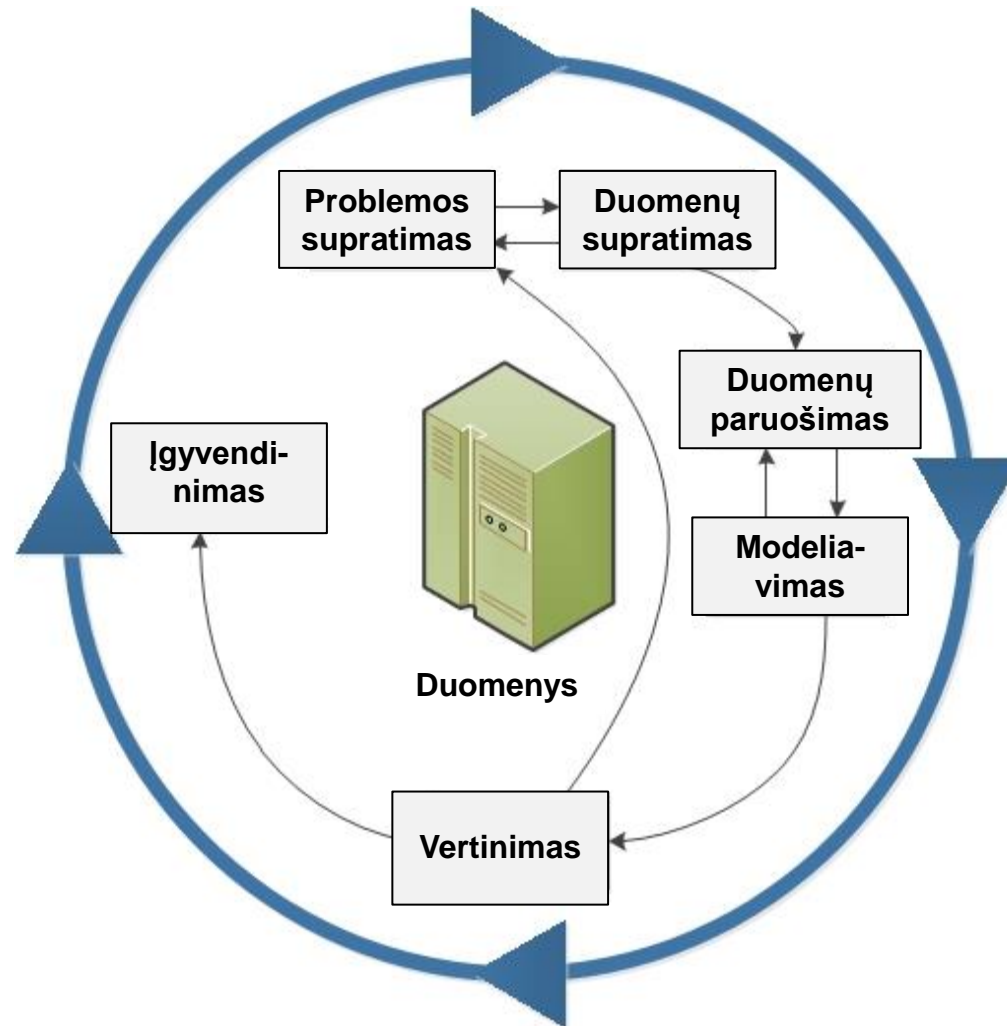 Problemos
supratimas
Duomenų
supratimas
Duomenų
paruošimas
Įgyvendi-
nimas
Modelia-
vimas
Duomenys
Vertinimas